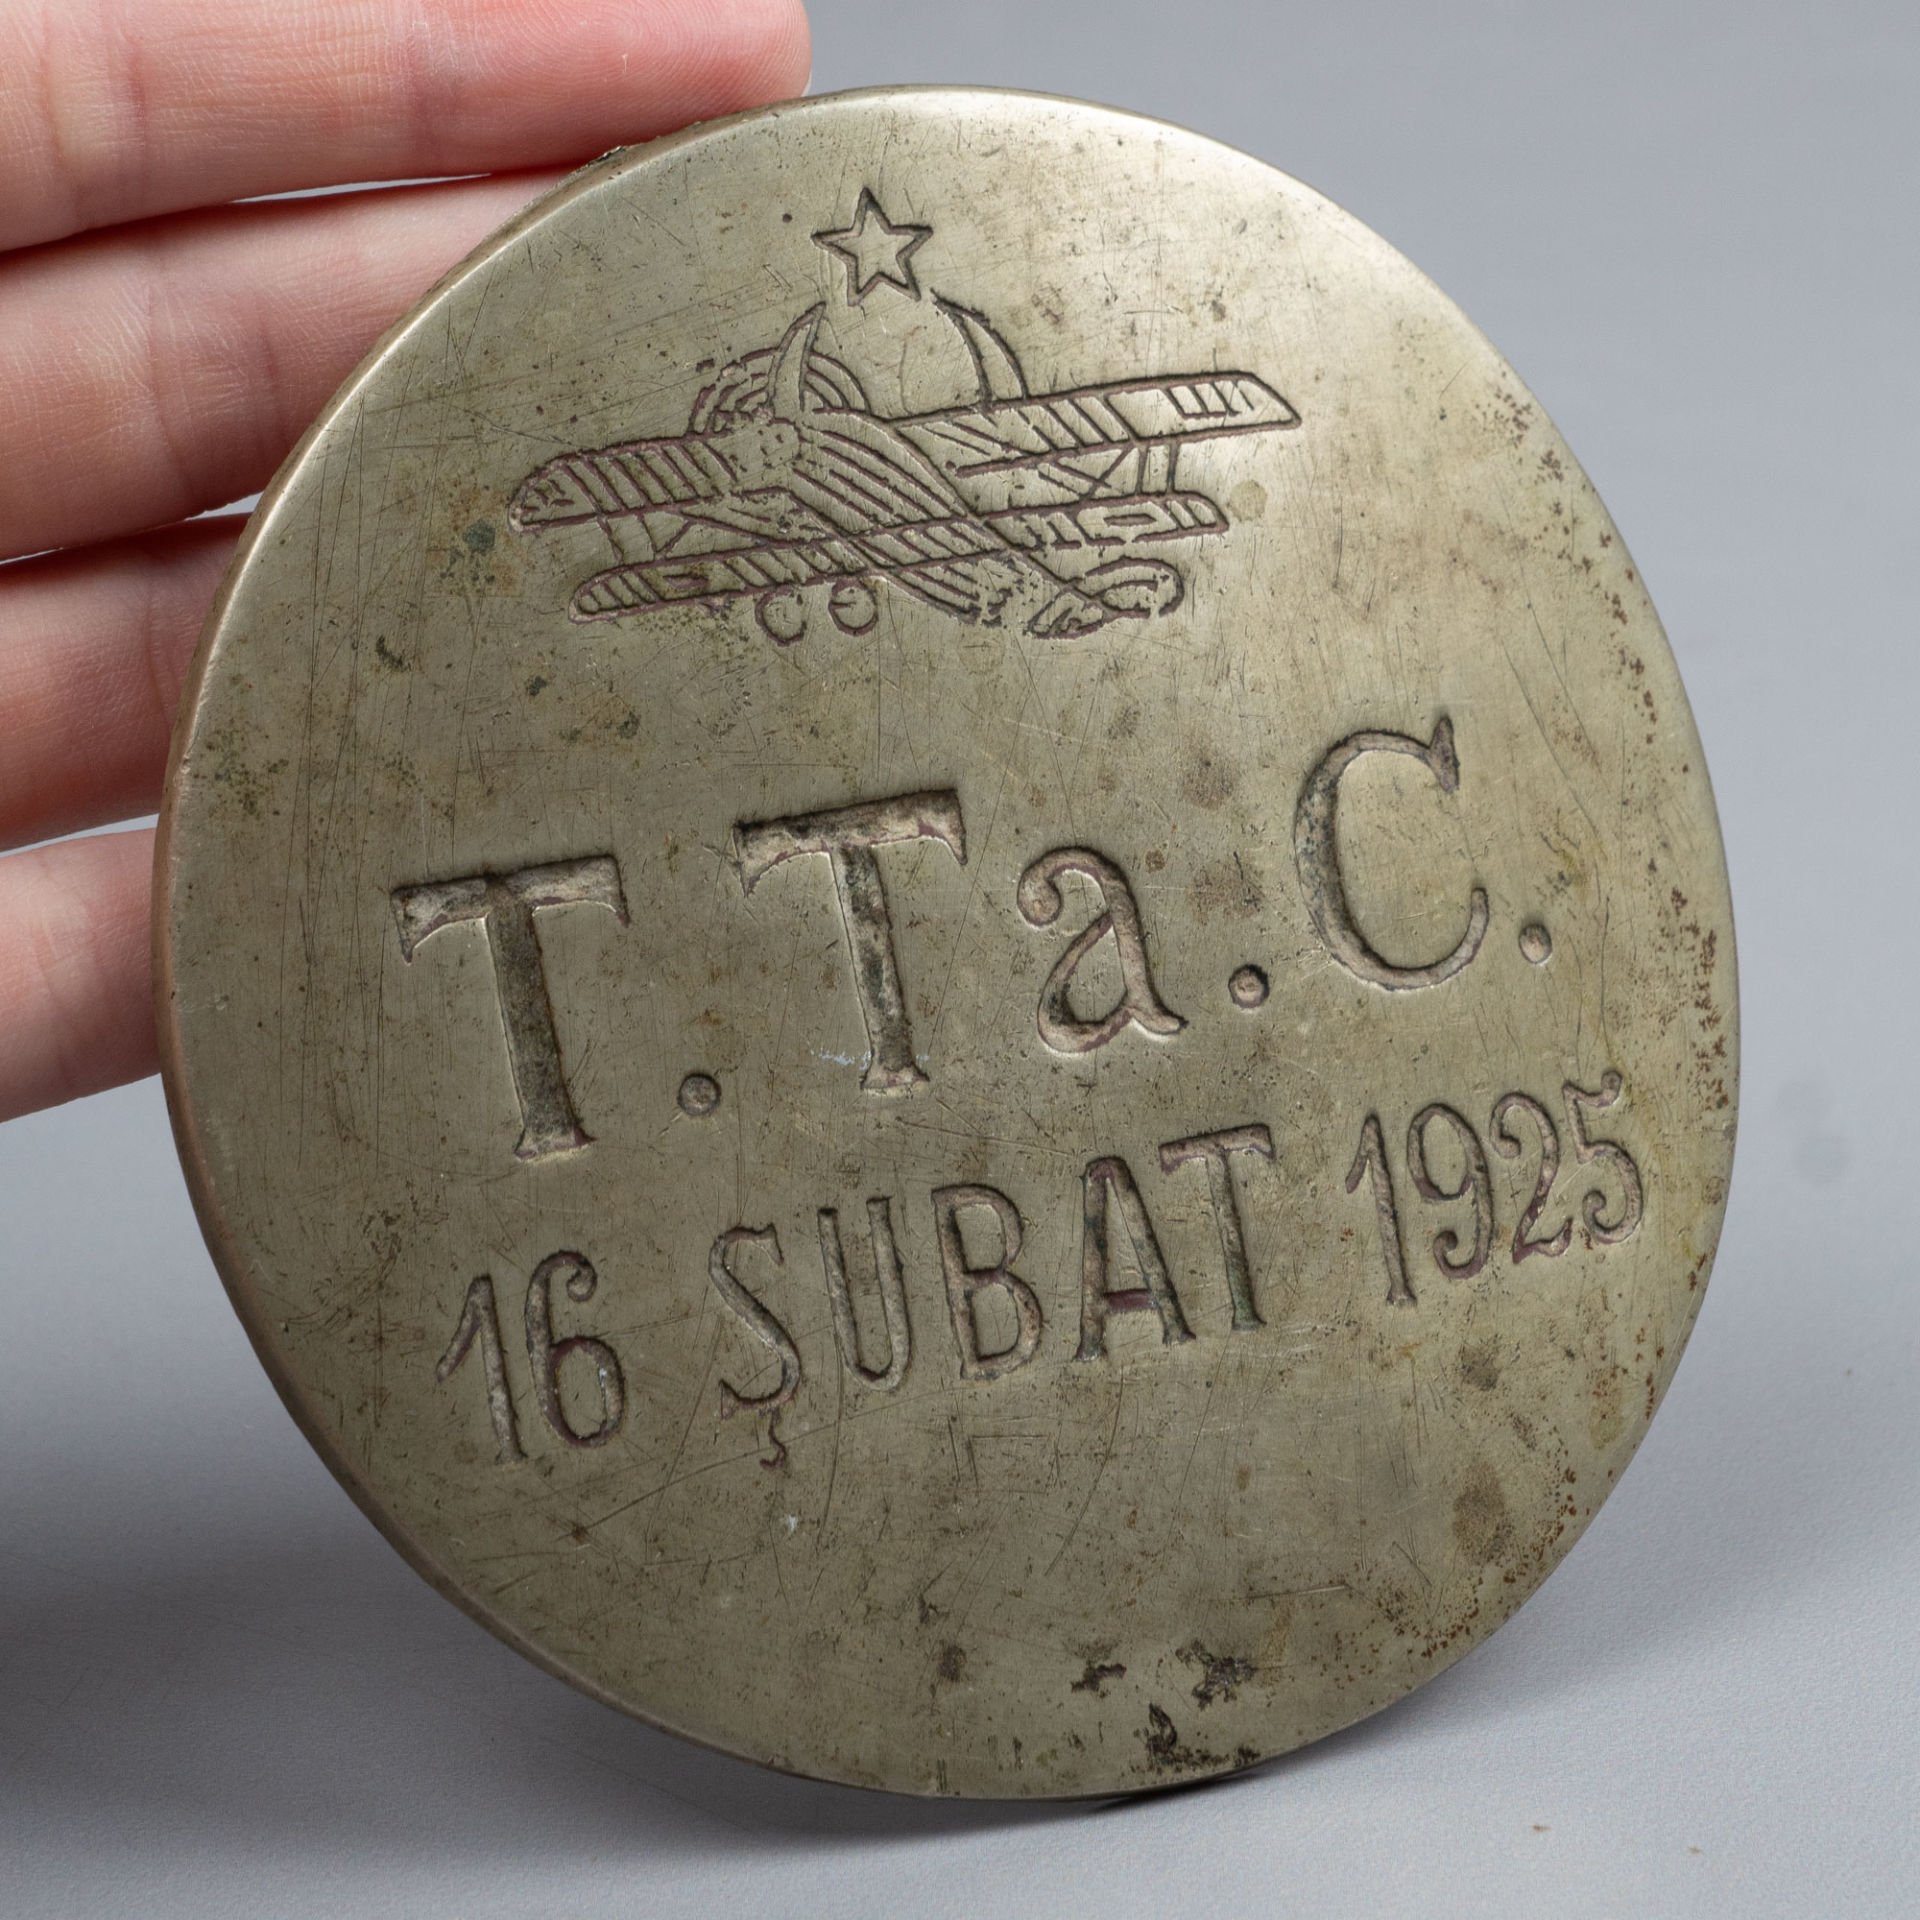 T. Ta. C.
16 ŞUBAT 1925